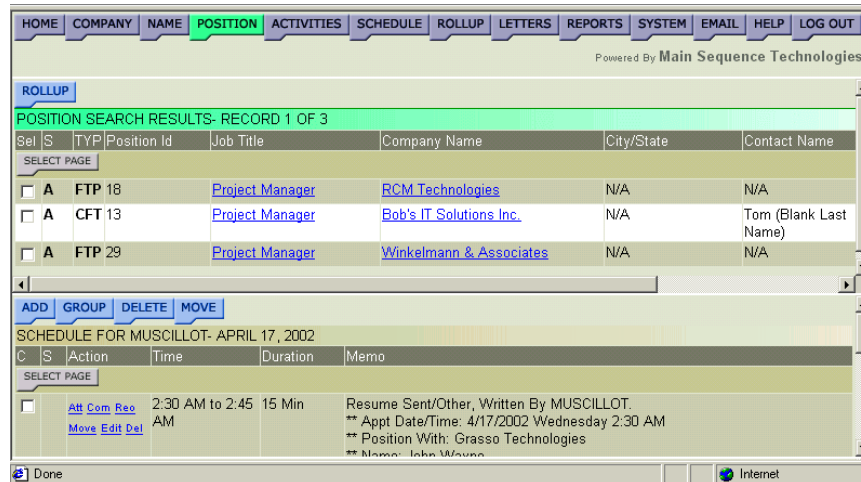 HOME COMPANY NAME POSITION ACTIVITIES SCHEDULE ROLLUP LETTERS REPORTS SYSTEM EMAIL HELP LOG OUT
Powered By Main Sequence Technologies
ROLLUP
POSITION SEARCH RESULTS- RECORD 1 OF 3
Sel S TYP Position Id Job Title Company Name City/State Contact Name
SELECT PAGE
A FTP 18 Project Manager RCM Technologies N/A N/A
A CFT 13 Project Manager Bob's IT Solutions Inc. N/A Tom (Blank Last
Name)
A FTP 29 Project Manager Winkelmann & Associates N/A N/A
ADD GROUP DELETE MOVE
SCHEDULE FOR MUSCILLOT- APRIL 17, 2002
C S Action Time Duration Memo
SELECT PAGE
Att Com Reo 2:30 AM to 2:45 15 Min Resume Sent/Other, Written By MUSCILLOT.
Move Edit Del AM ** Appt Date/Time: 4/17/2002 Wednesday 2:30 AM
** Position With: Grasso Technologies
** Name: John Wayne
Done Internet